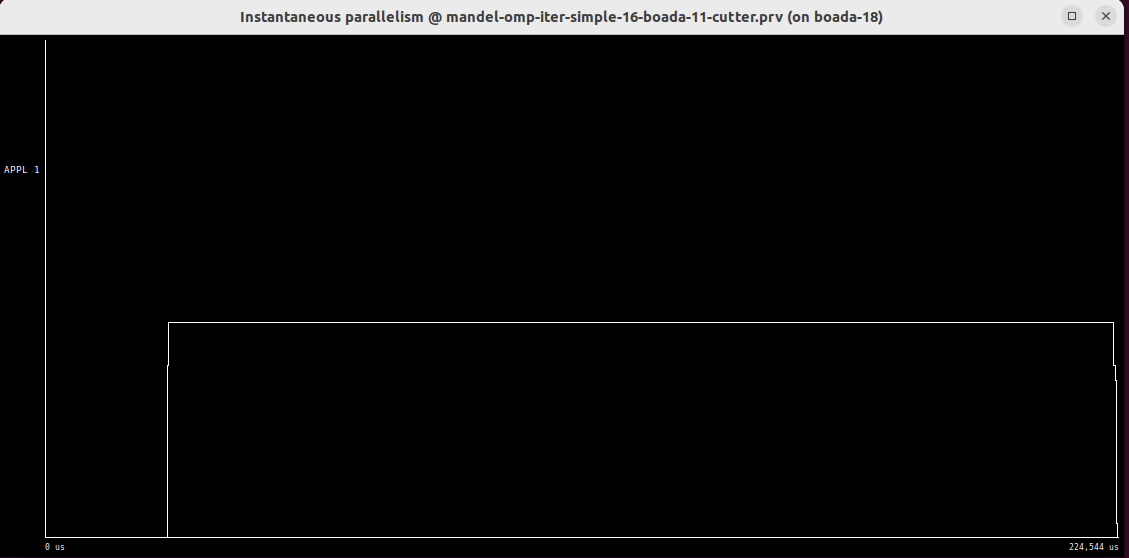 Instantaneous parallelism @ mandel-omp-iter-simple-16-boada-11-cutter.prv (on boada-18)
APPL 1
0 us
224,544 us